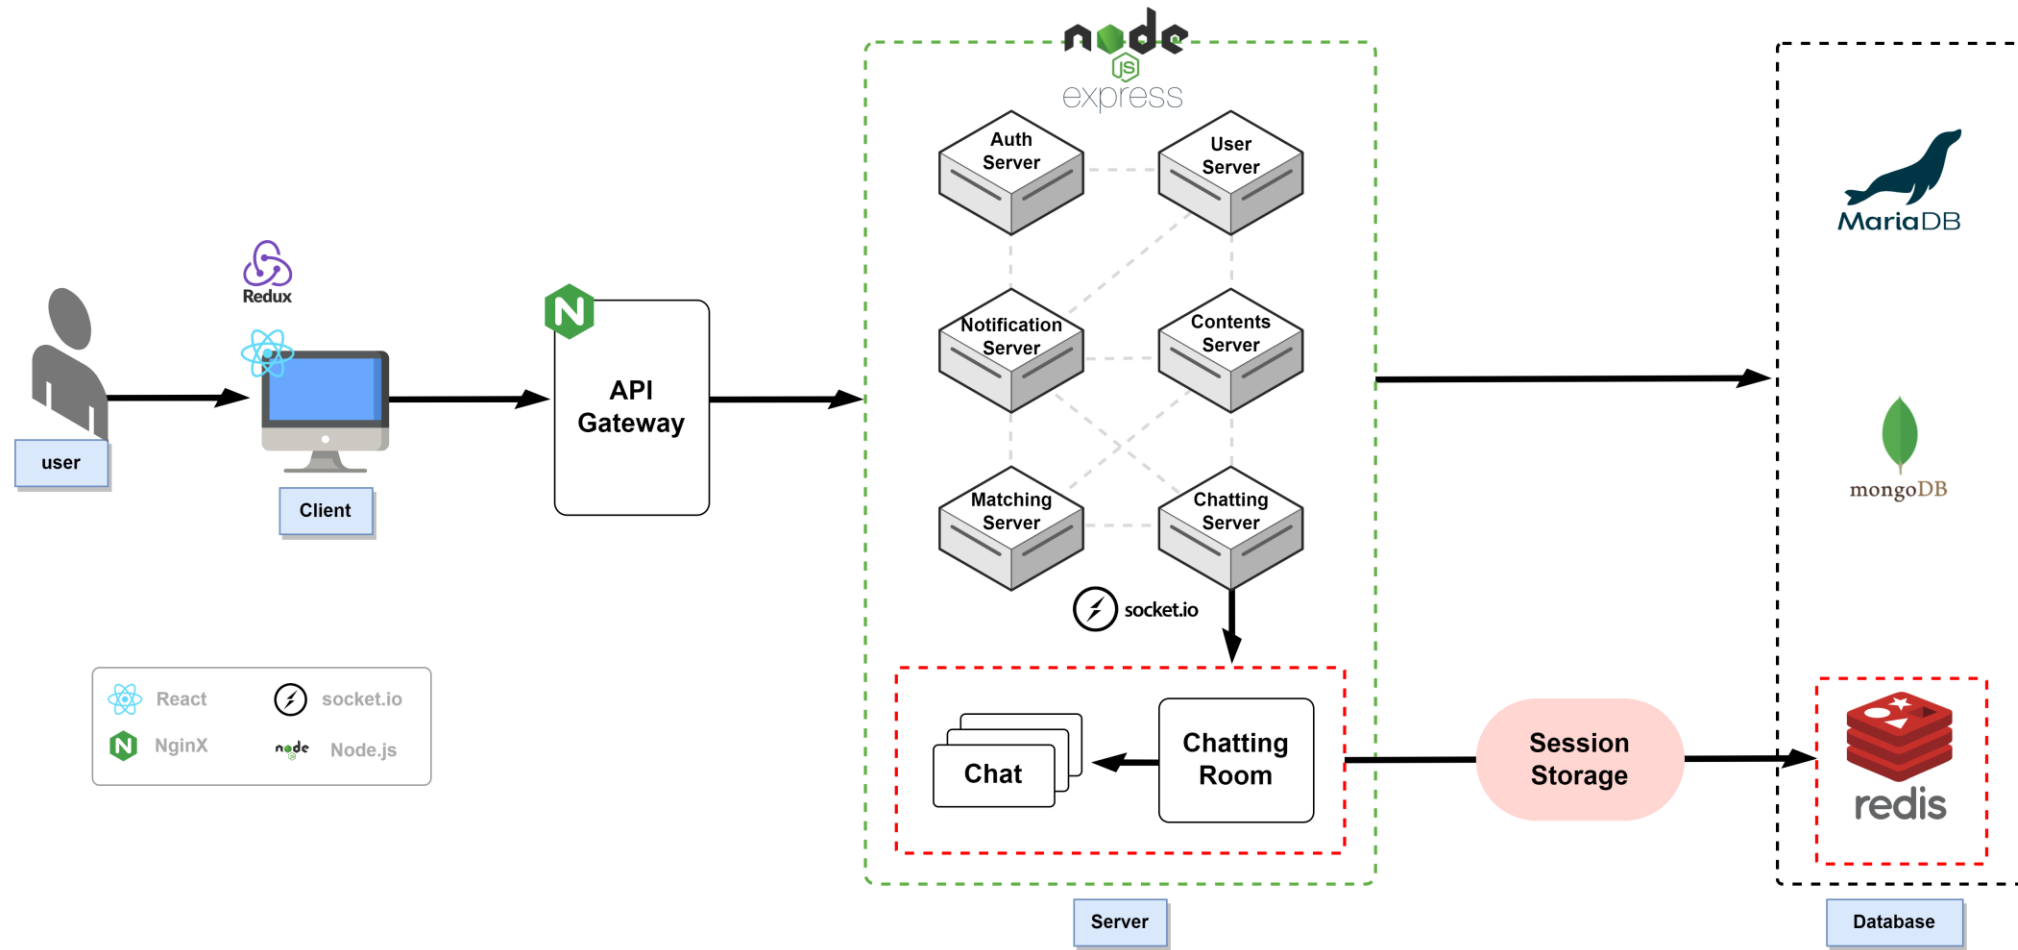 node
JS
express
Auth
Server
User
Server
Notification
Server
Contents
Server
Matching
Server
Chatting
Server
socket.io
Chat
Chatting
Room
Server
Redux
user
Client
N
API
Gateway
React
socket.io
N
NginX
node
JS
Node.js
Session
Storage
MariaDB
mongoDB
redis
Database